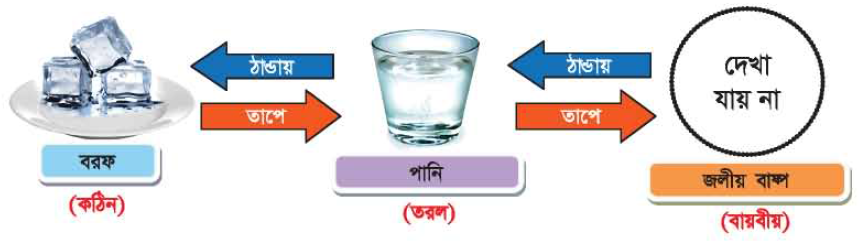 ঠান্ডায়
ঠান্ডায়
দেখা
যায় না
তাপে
তাপে
বরফ
পানি
জলীয় বাষ্প
(কঠিন)
(তরল)
(বায়বীয়)